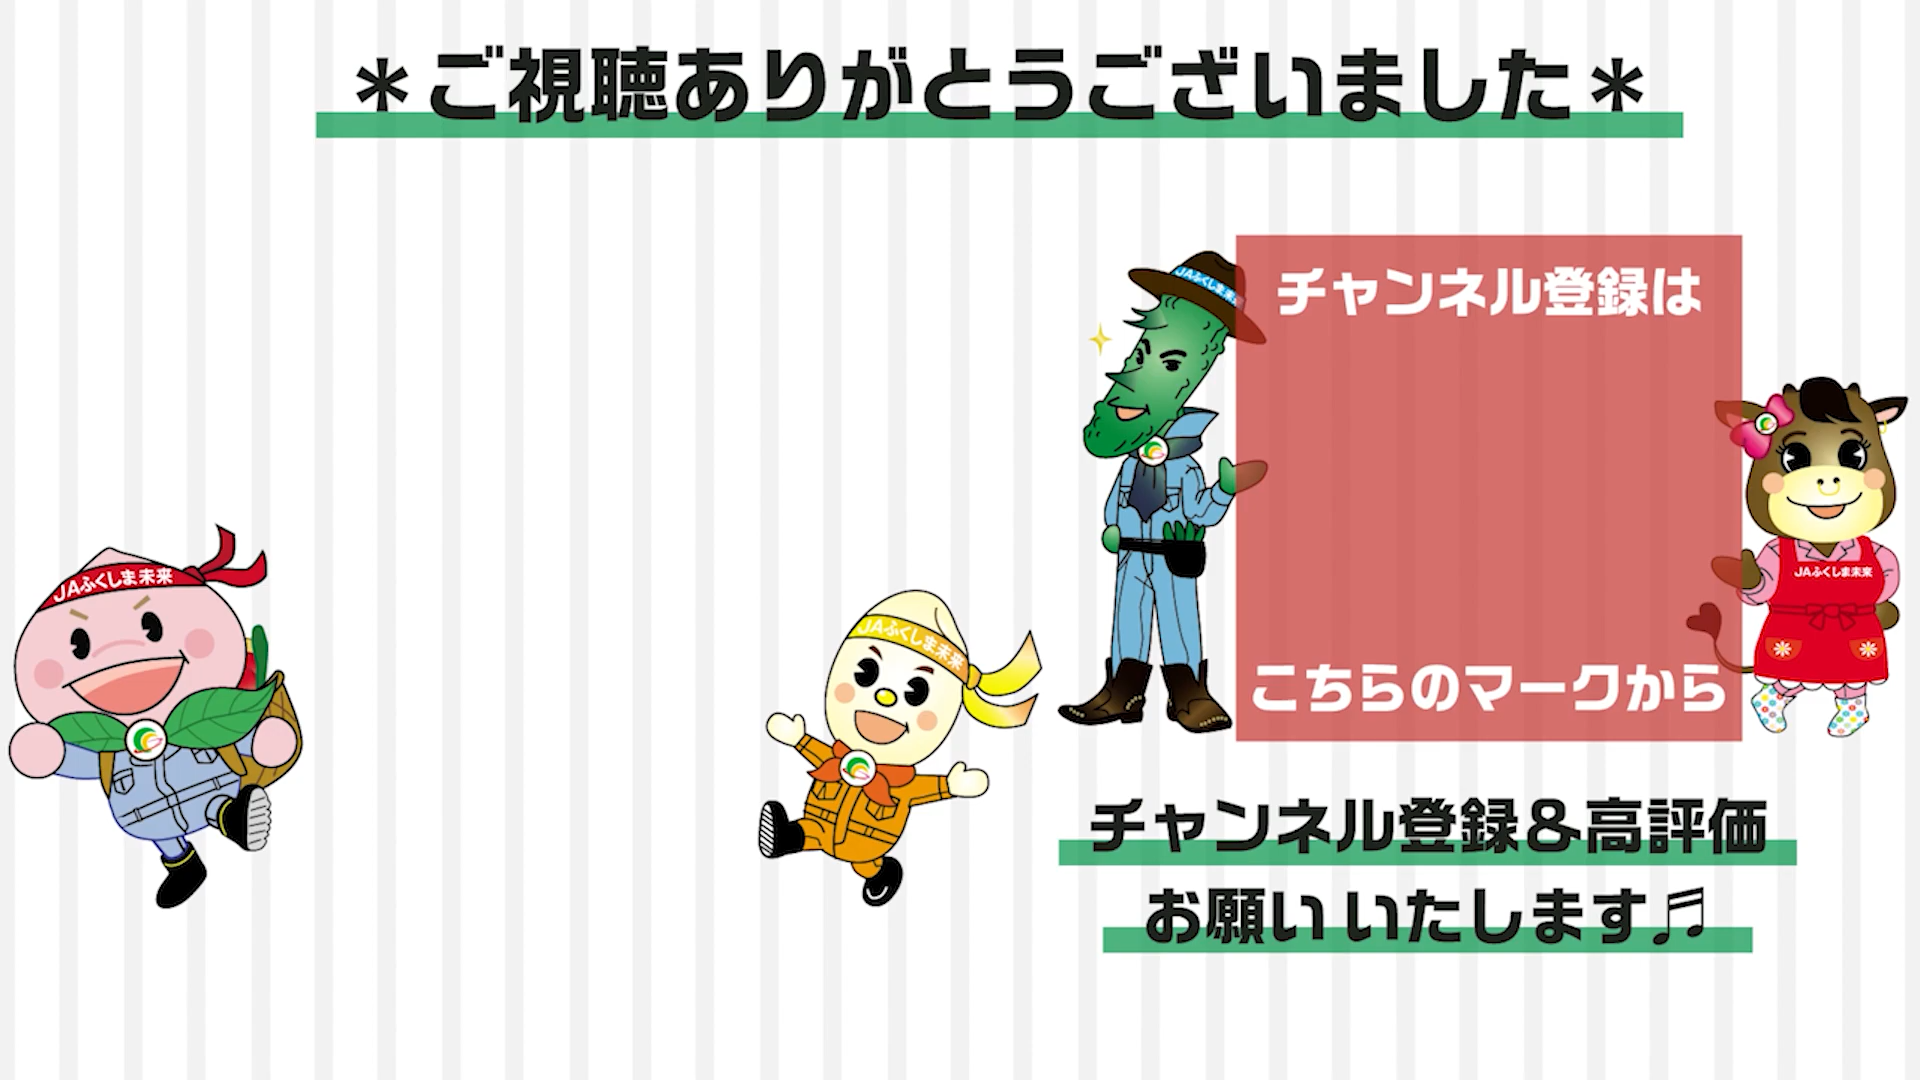 ＊ご視聴ありがとうございました＊
JAふくしま未来
チャンネル登録は
JAふくしま未来
JAふくしま未来
JAふくしま未来
こちらのマークから
チャンネル登録＆高評価
お願いいたします♬